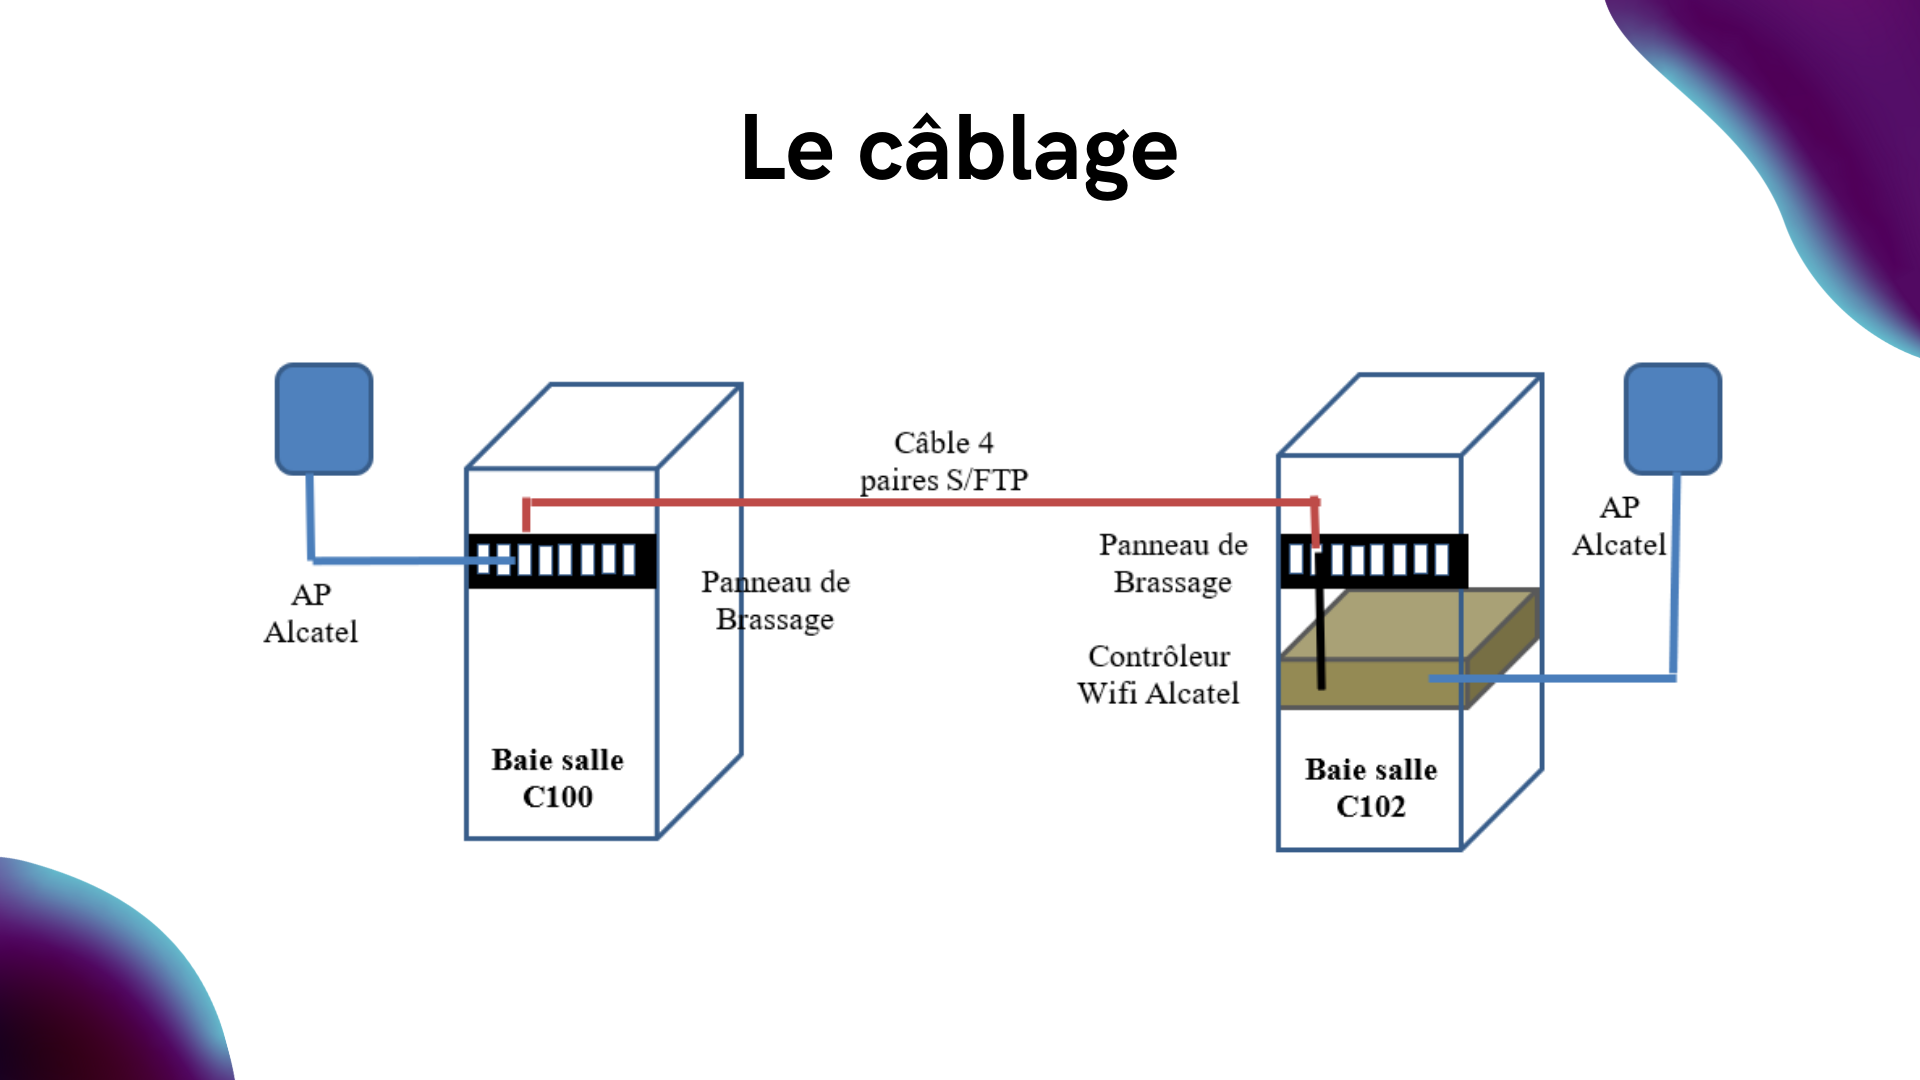 Le câblage
Câble 4
paires S/FTP
AP
Alcatel
Panneau de
Brassage
Panneau de
Brassage
AP
Alcatel
Contrôleur
Wifi Alcatel
Baie salle
C100
Baie salle
C102